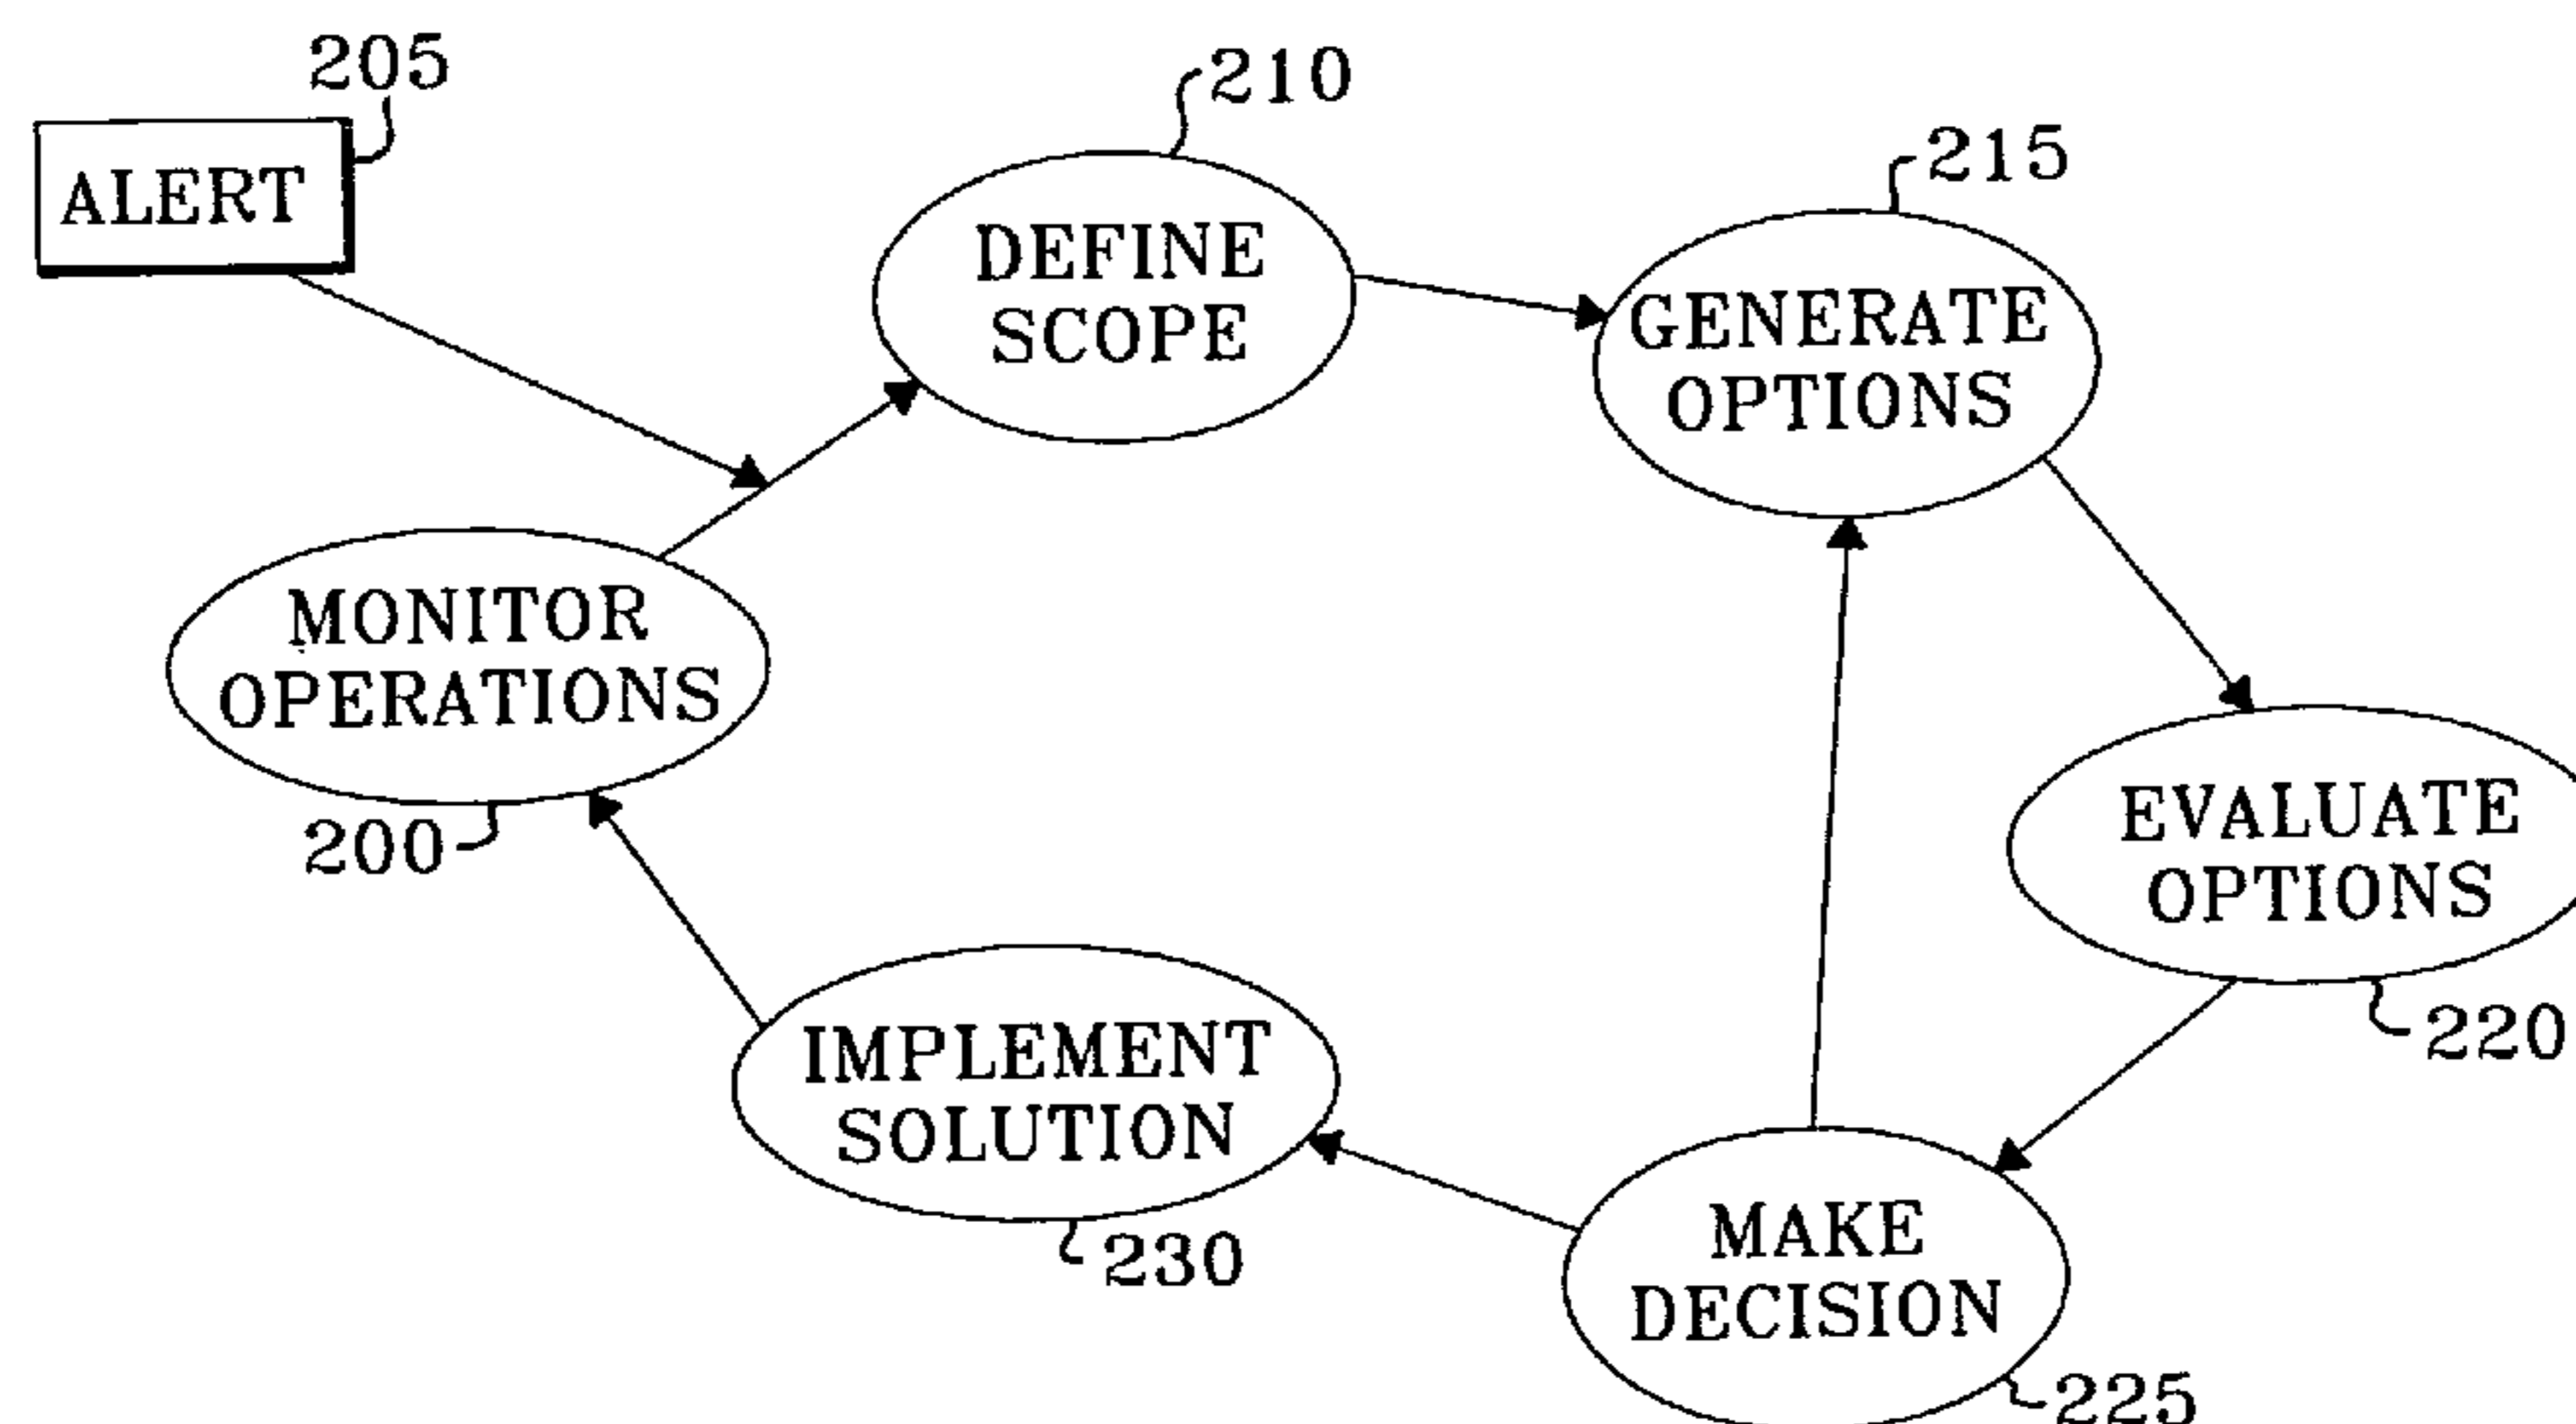 205
ALERT
210
DEFINE
SCOPE
215
GENERATE
OPTIONS
MONITOR
OPERATIONS
200
EVALUATE
OPTIONS
220
IMPLEMENT
SOLUTION
230
MAKE
DECISION
225